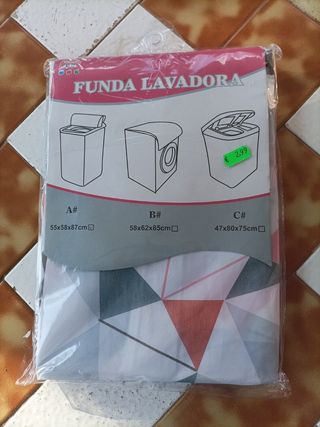 FUNDA LAVADORA
€ 2,99
A# B# C#
55x58x87cm 58x62x85cm 47x80x75cm